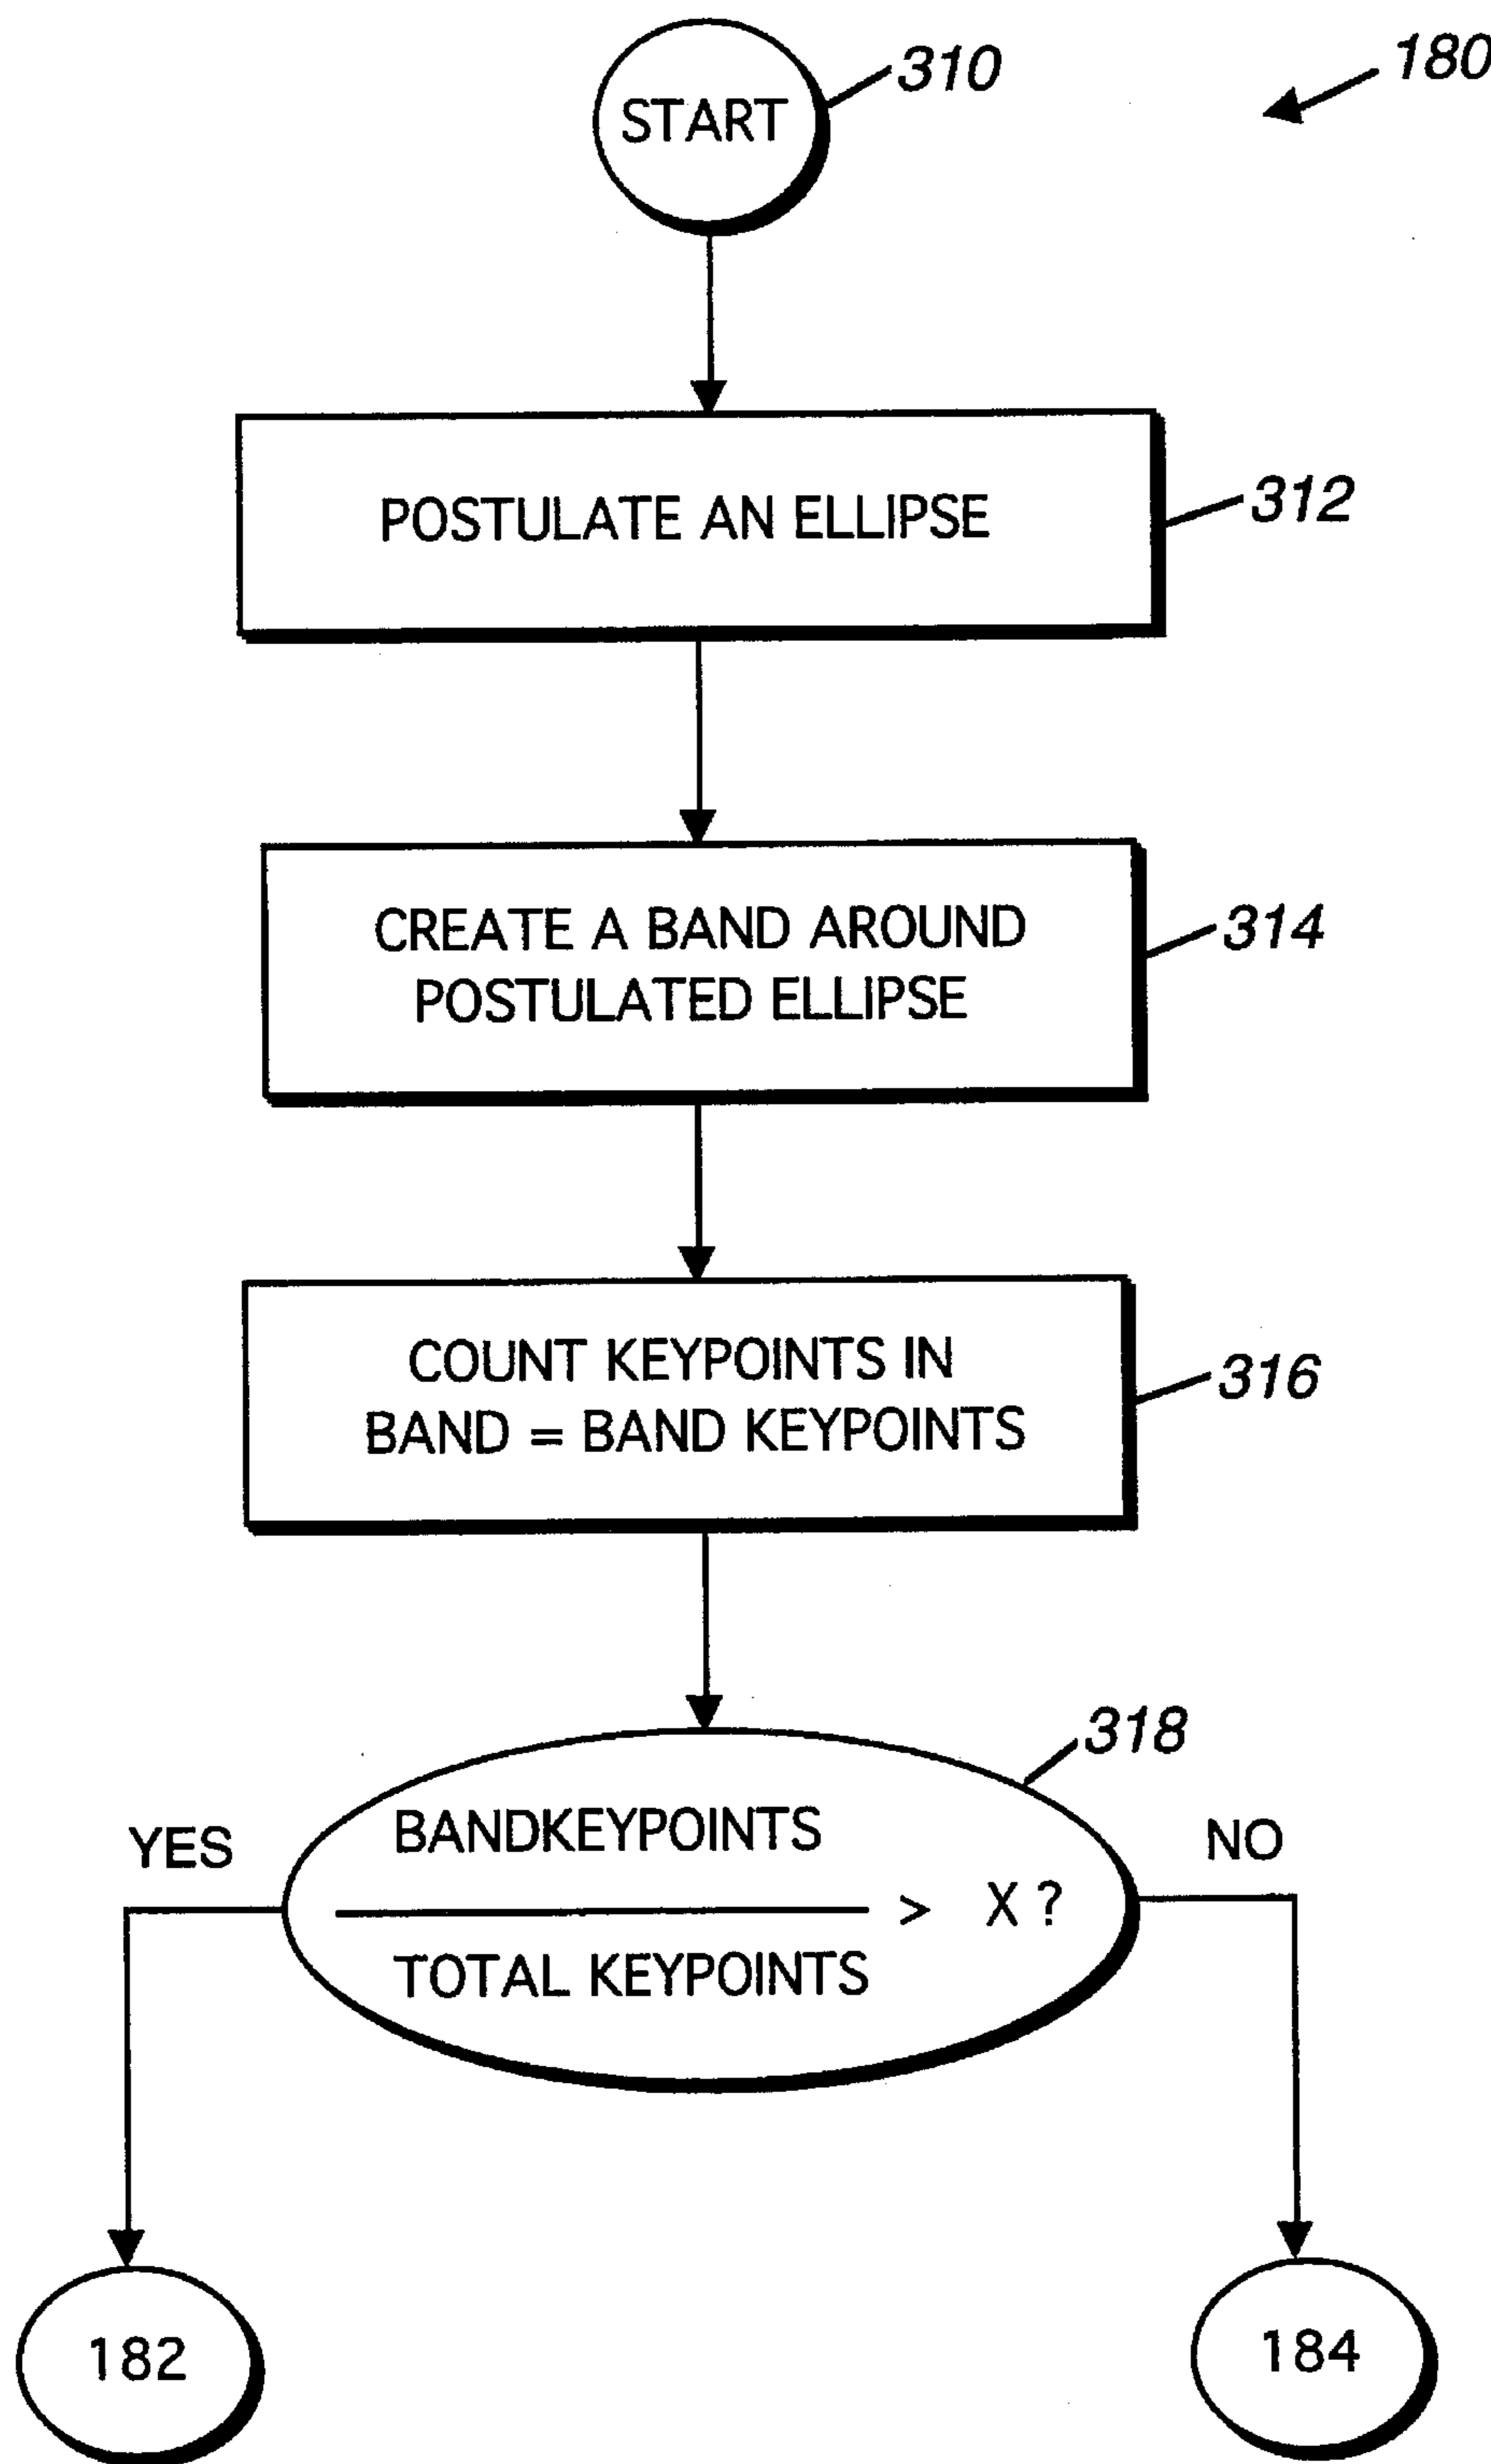 START
310
180
POSTULATE AN ELLIPSE
312
CREATE A BAND AROUND
POSTULATED ELLIPSE
314
COUNT KEYPOINTS IN
BAND = BAND KEYPOINTS
316
318
YES
BANDKEYPOINTS
NO
> X ?
TOTAL KEYPOINTS
182
184